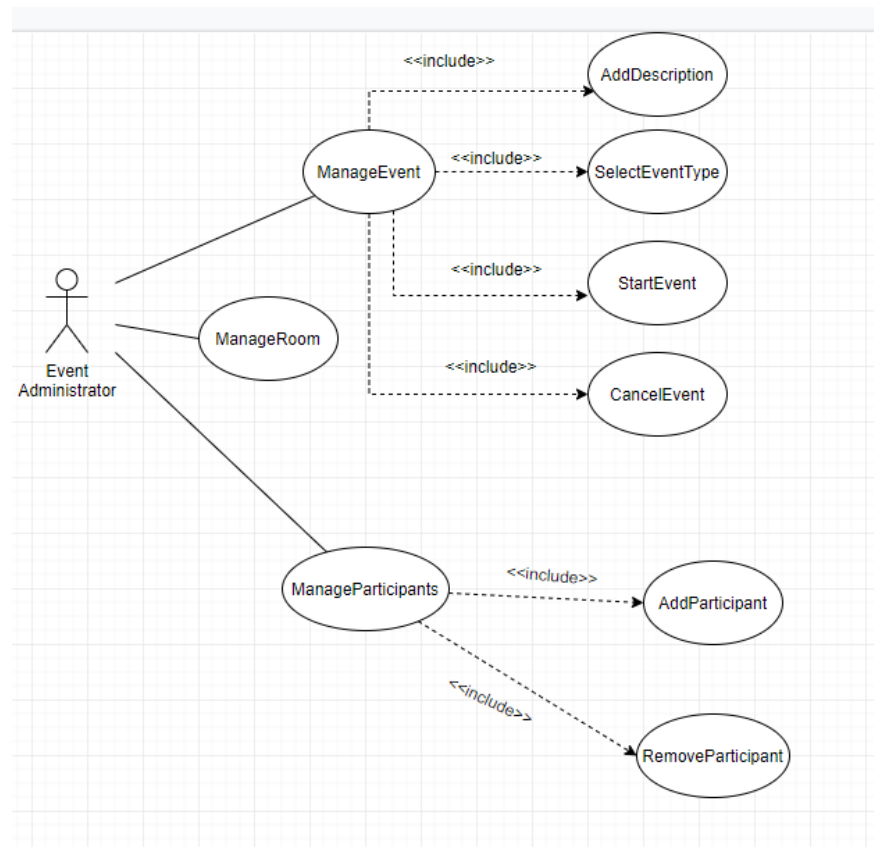 <<include>>
AddDescription
ManageEvent
<<include>>
SelectEventType
<<include>>
StartEvent
ManageRoom
Event
Administrator
<<include>>
CancelEvent
ManageParticipants
<<include>>
AddParticipant
<<include>>
RemoveParticipant